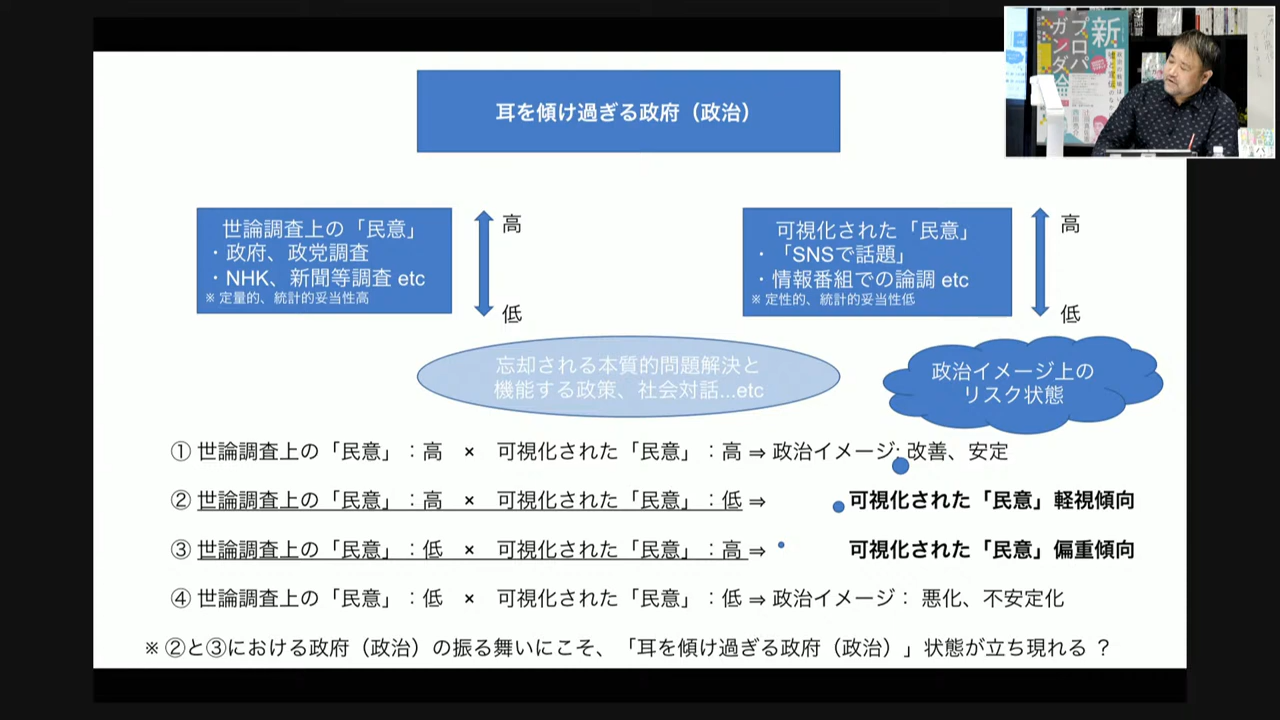 耳を傾け過ぎる政府（政治）
世論調査上の「民意」
・政府、政党調査
・NHK、新聞等調査 etc
※ 定量的、統計的妥当性高
高
低
可視化された「民意」
・「SNSで話題」
・情報番組での論調 etc
※ 定性的、統計的妥当性低
高
低
忘却される本質的問題解決と
機能する政策、社会対話...etc
政治イメージ上の
リスク状態
① 世論調査上の「民意」：高　×　可視化された「民意」：高 ⇒ 政治イメージ: 改善、安定
② 世論調査上の「民意」：高　×　可視化された「民意」：低 ⇒　可視化された「民意」軽視傾向
③ 世論調査上の「民意」：低　×　可視化された「民意」：高 ⇒　可視化された「民意」偏重傾向
④ 世論調査上の「民意」：低　×　可視化された「民意」：低 ⇒ 政治イメージ： 悪化、不安定化
※ ②と③における政府（政治）の振る舞いにこそ、「耳を傾け過ぎる政府（政治）」状態が立ち現れる ？
新
プロパ
ガンダ